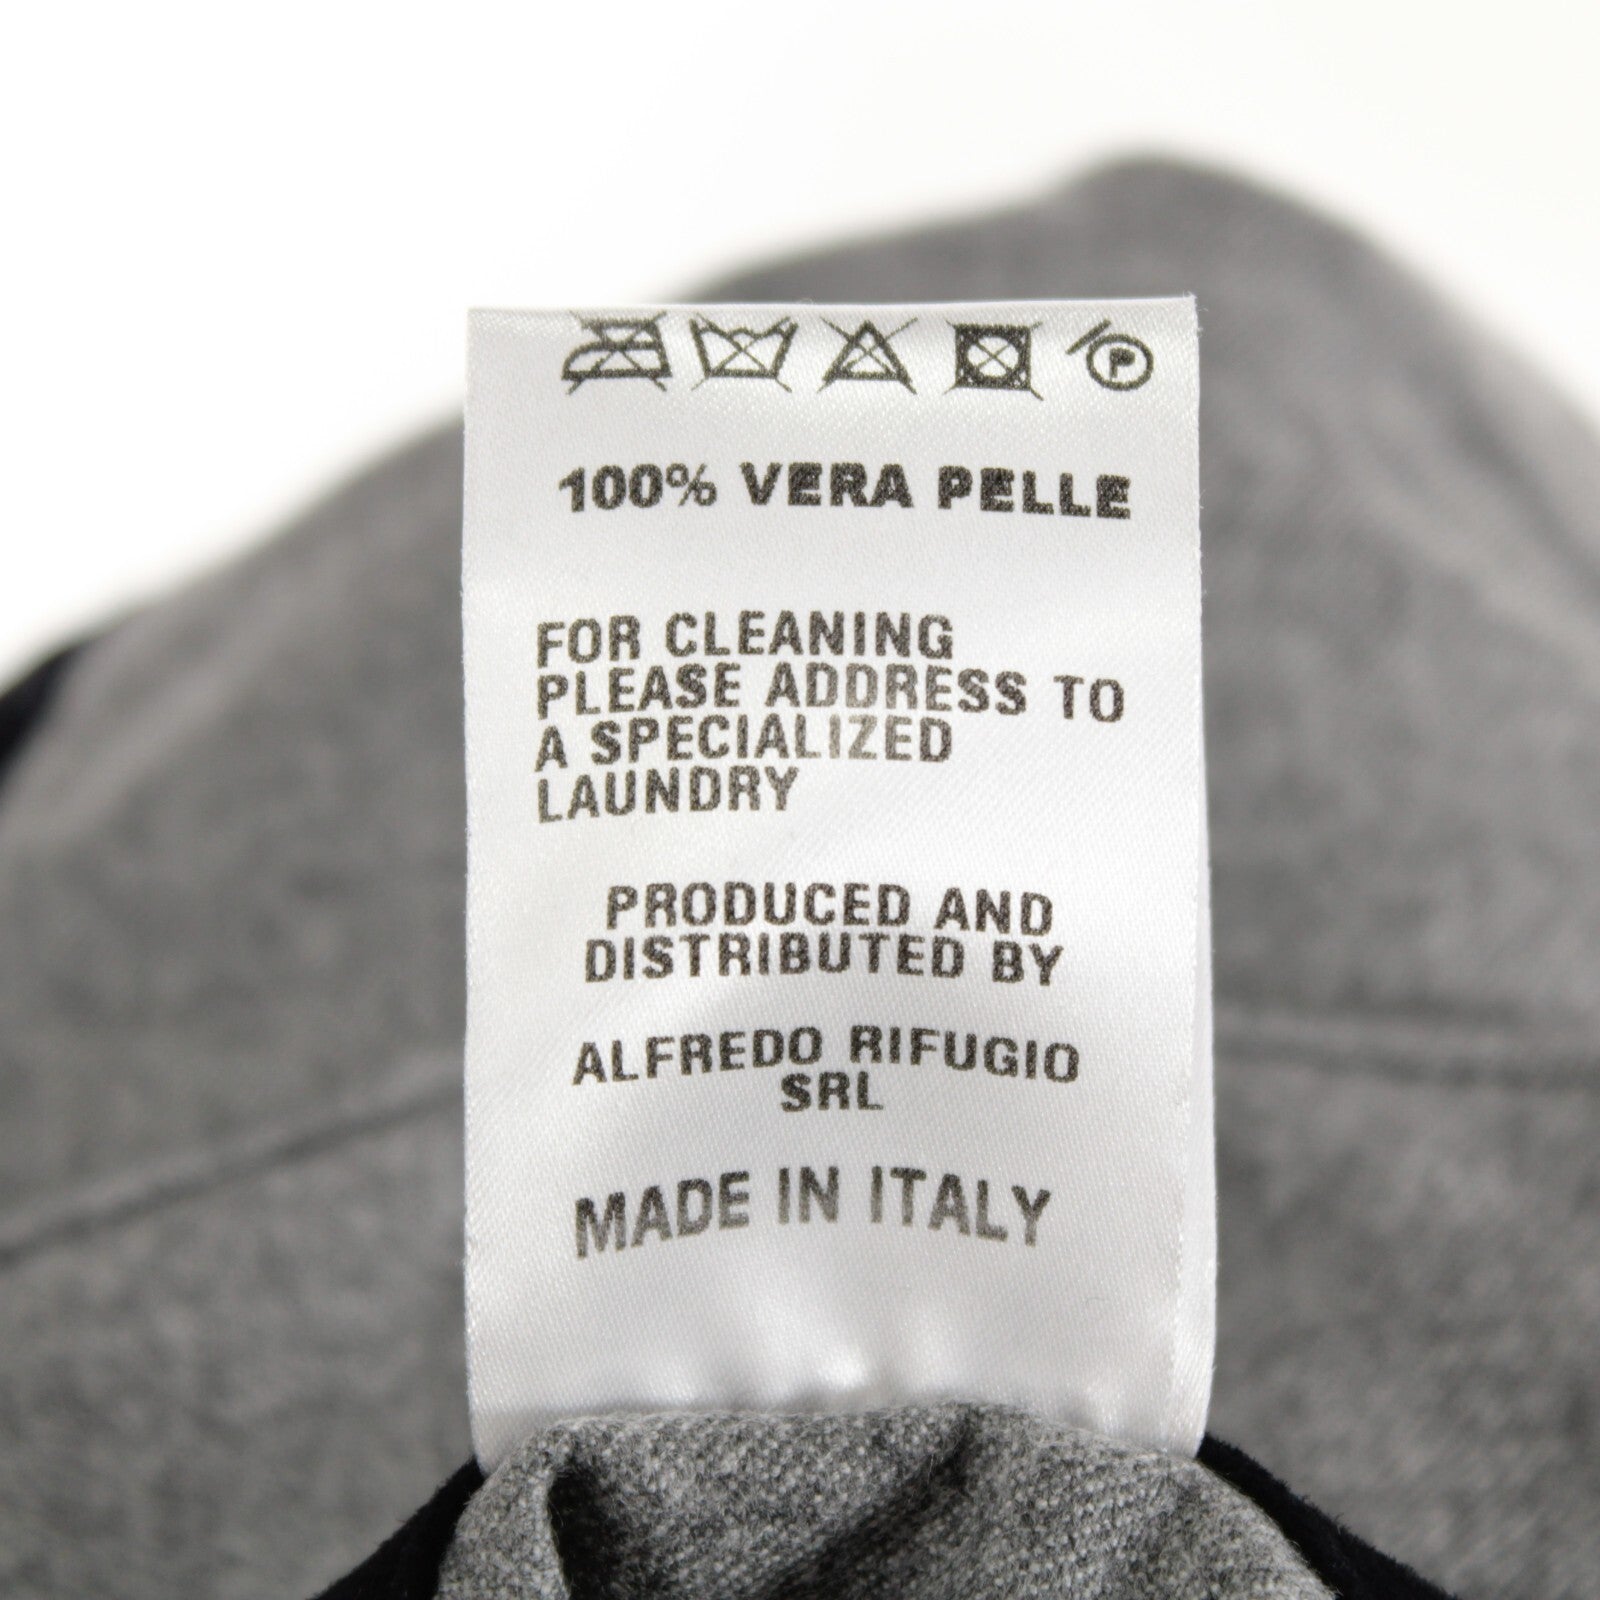 P
100% VERA PELLE
FOR CLEANING
PLEASE ADDRESS TO
A SPECIALIZED
LAUNDRY
PRODUCED AND
DISTRIBUTED BY
ALFREDO RIFUGIO
SRL
MADE IN ITALY